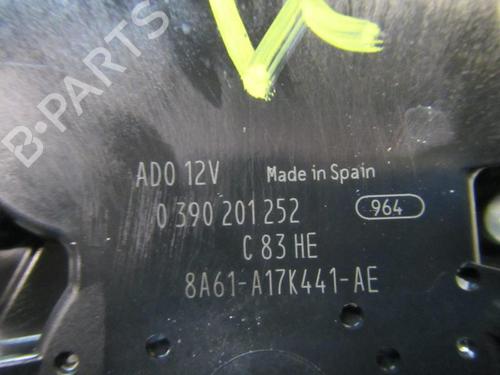 B-PARTS
ADO 12V Made in Spain
0 390 201 252 964
C 83 HE
8A61-A17K441-AE